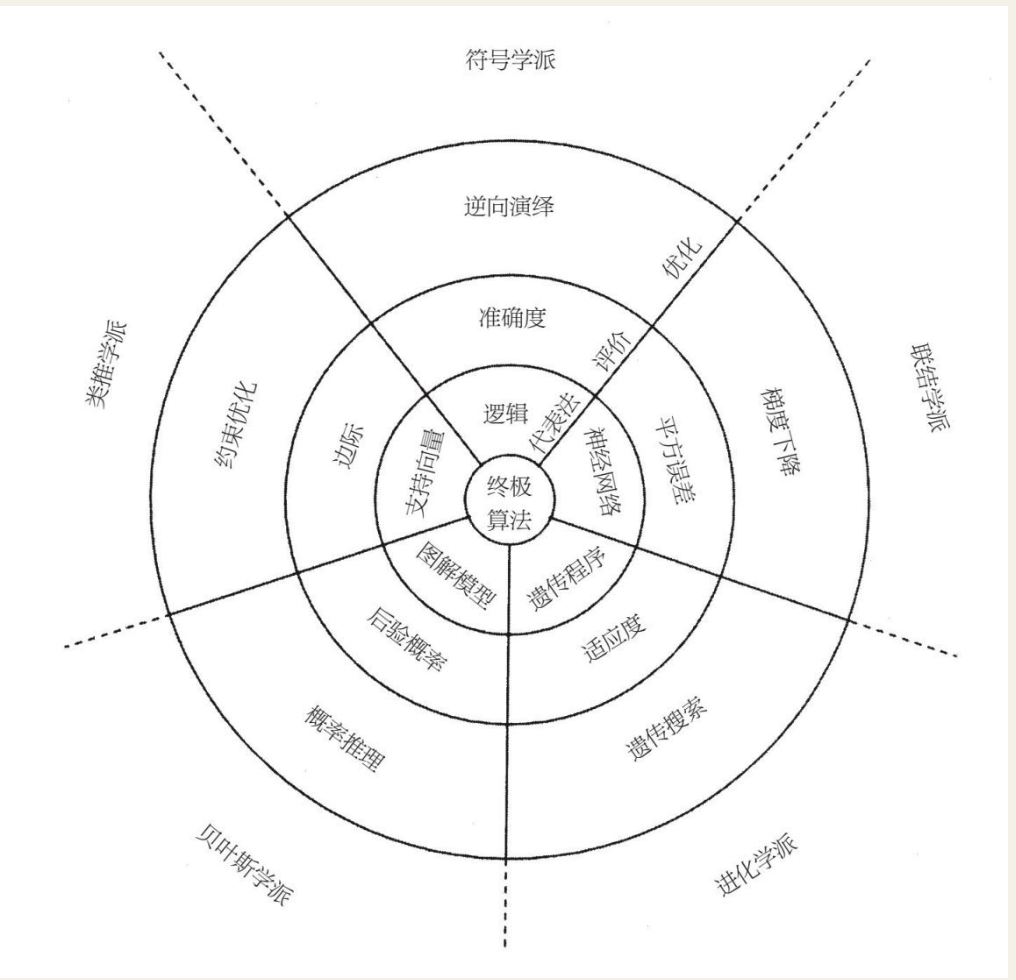 符号学派
逆向演绎
优化
准确度
评价
逻辑
代表法
类推学派
约束优化
边际
支持向量
终极
算法
神经网络
平方误差
梯度下降
联结学派
图解模型
遗传程序
后验概率
适应度
概率推理
遗传搜索
贝叶斯学派
进化学派